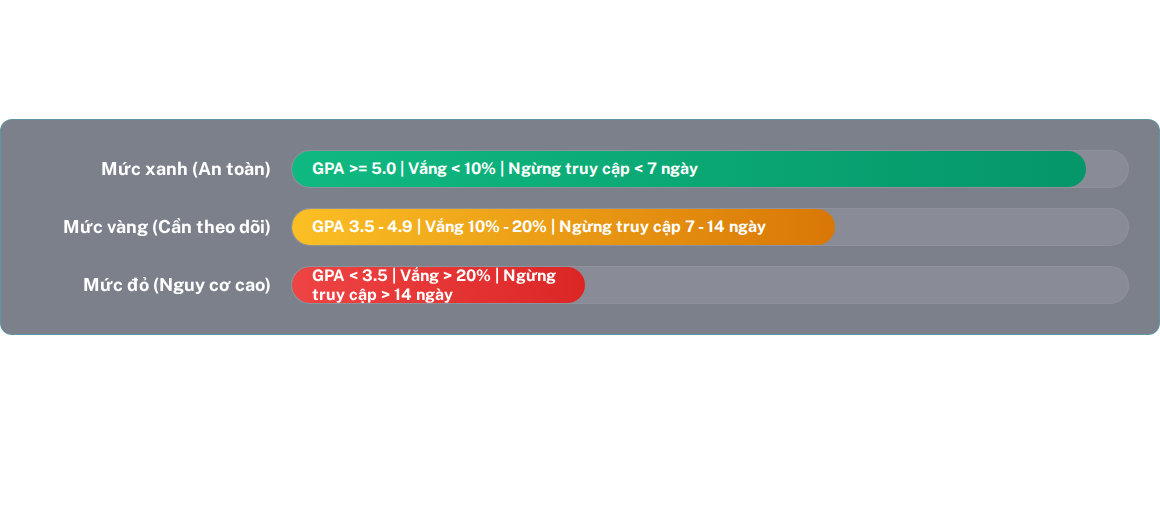 Mức xanh (An toàn)
GPA >= 5.0 | Vắng < 10% | Ngừng truy cập < 7 ngày
Mức vàng (Cần theo dõi)
GPA 3.5 - 4.9 | Vắng 10% - 20% | Ngừng truy cập 7 - 14 ngày
Mức đỏ (Nguy cơ cao)
GPA < 3.5 | Vắng > 20% | Ngừng
truy cập > 14 ngày